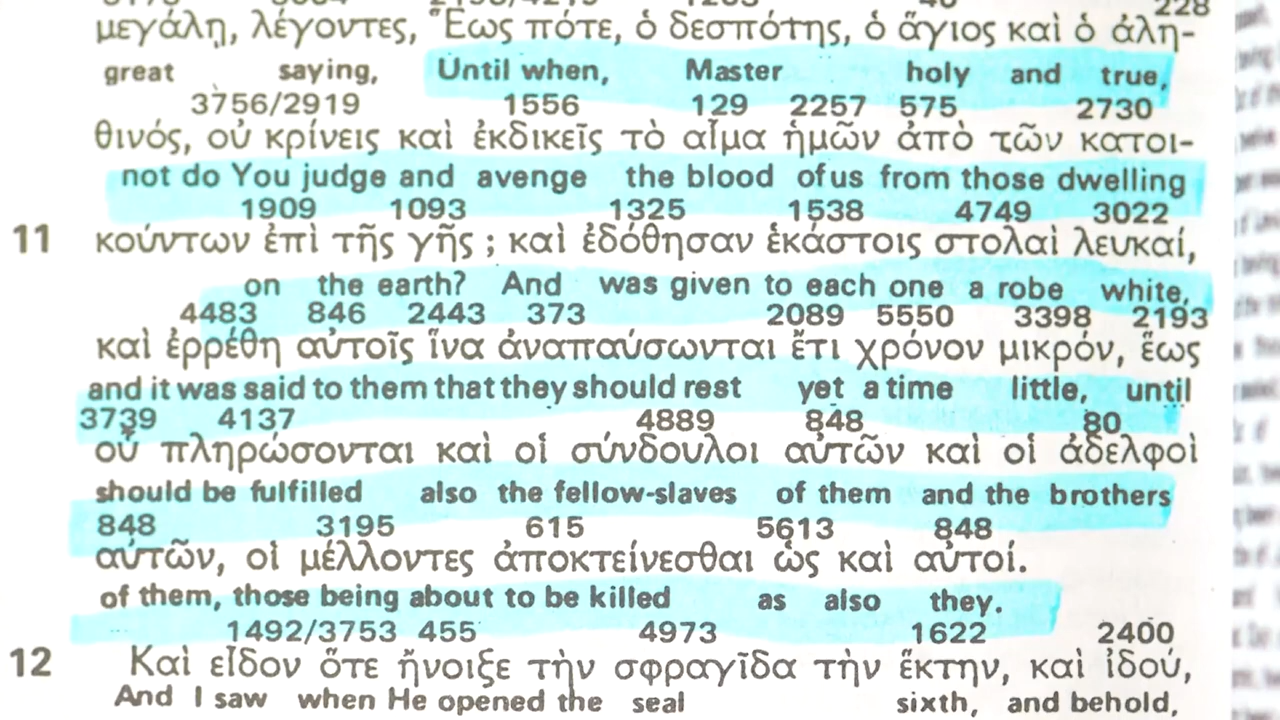 228
μεγάλη, λέγοντες, Ἕως πότε, ὁ δεσπότης, ὁ ἅγιος καὶ ὁ ἀλη-
great saying, Until when, Master holy and true,
3756/2919 1556 129 2257 575 2730
θινός, οὐ κρίνεις καὶ ἐκδικεῖς τὸ αἷμα ἡμῶν ἀπὸ τῶν κατοι-
not do You judge and avenge the blood of us from those dwelling
1909 1093 1325 1538 4749 3022
11 κούντων ἐπὶ τῆς γῆς ; καὶ ἐδόθησαν ἑκάστοις στολαὶ λευκαί,
on the earth? And was given to each one a robe white,
4483 846 2443 373 2089 5550 3398 2193
καὶ ἐρρέθη αὐτοῖς ἵνα ἀναπαύσωνται ἔτι χρόνον μικρόν, ἕως
and it was said to them that they should rest yet a time little, until
3739 4137 4889 848 80
οὗ πληρώσονται καὶ οἱ σύνδουλοι αὐτῶν καὶ οἱ ἀδελφοὶ
should be fulfilled also the fellow-slaves of them and the brothers
848 3195 615 5613 848
αὐτῶν, οἱ μέλλοντες ἀποκτείνεσθαι ὡς καὶ αὐτοί.
of them, those being about to be killed as also they.
1492/3753 455 4973 1622 2400
12 Καὶ εἶδον ὅτε ἤνοιξε τὴν σφραγῖδα τὴν ἕκτην, καὶ ἰδού,
And I saw when He opened the seal sixth, and behold,